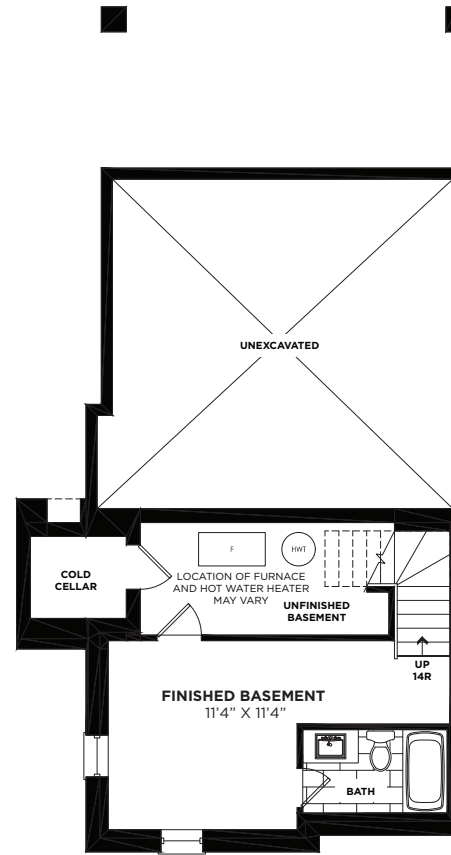 UNEXCAVATED
F
HWT
COLD
CELLAR
LOCATION OF FURNACE
AND HOT WATER HEATER
MAY VARY
UNFINISHED
BASEMENT
UP
14R
FINISHED BASEMENT
11'4” X 11'4”
BATH